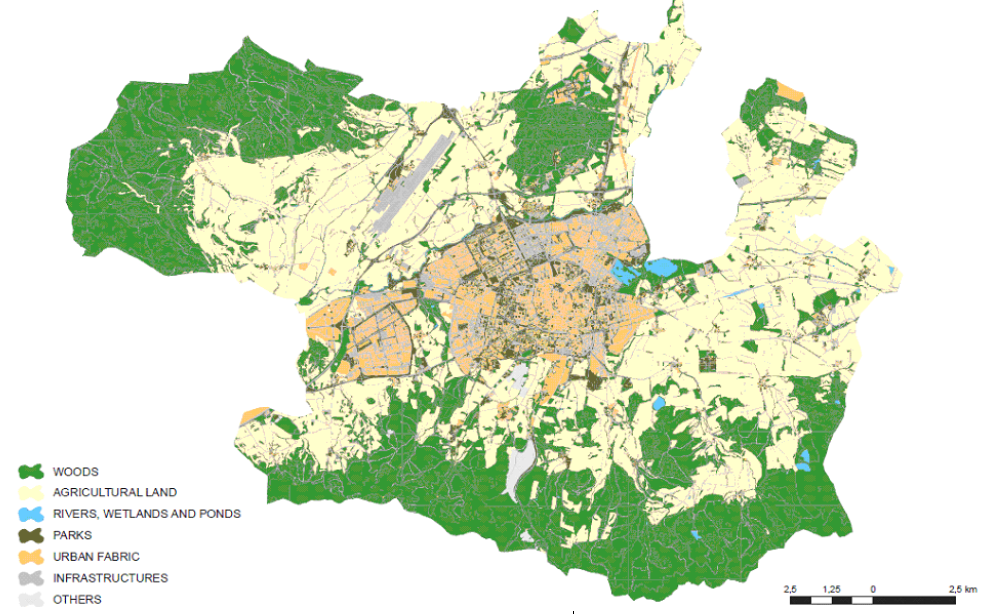 WOODS
AGRICULTURAL LAND
RIVERS, WETLANDS AND PONDS
PARKS
URBAN FABRIC
INFRASTRUCTURES
OTHERS
2,5 1,25 0 2,5 km